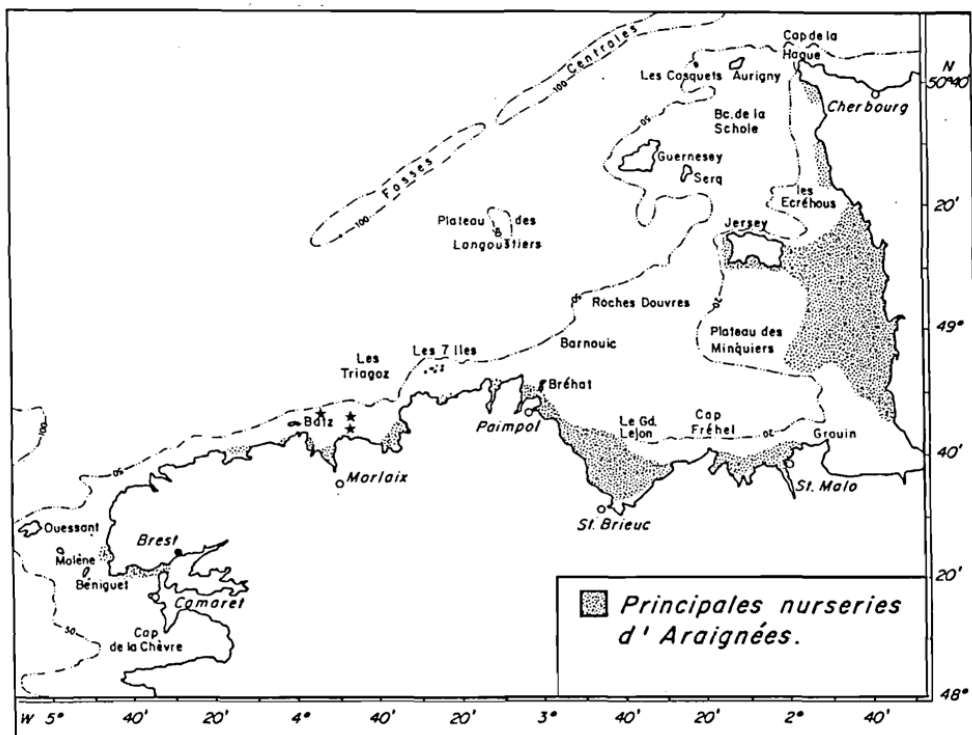 Cap de la
Hague
Centrales
100
Les Casquets
Aurigny
N
50° 40'
Cherbourg
50
Bc. de la
Schole
Guernesey
Serq
Fosses
100
les
Ecréhous
20'
Plateau des
Langoustiers
Jersey
Roches Douvres
20
49°
Plateau des
Minquiers
Barnouic
Les 7 Iles
Les
Triagoz
Bréhat
Batz
Paimpol
Le Gd.
Lejon
Cap
Fréhel
20
Grouin
40'
100
50
Morlaix
St. Malo
St. Brieuc
Ouessant
Brest
Molène
Béniguet
20'
Camaret
50
Cap
de la Chèvre
Principales nurseries
d'Araignées.
48°
W 5° 40' 20' 4° 40' 20' 3° 40' 20' 2° 40'